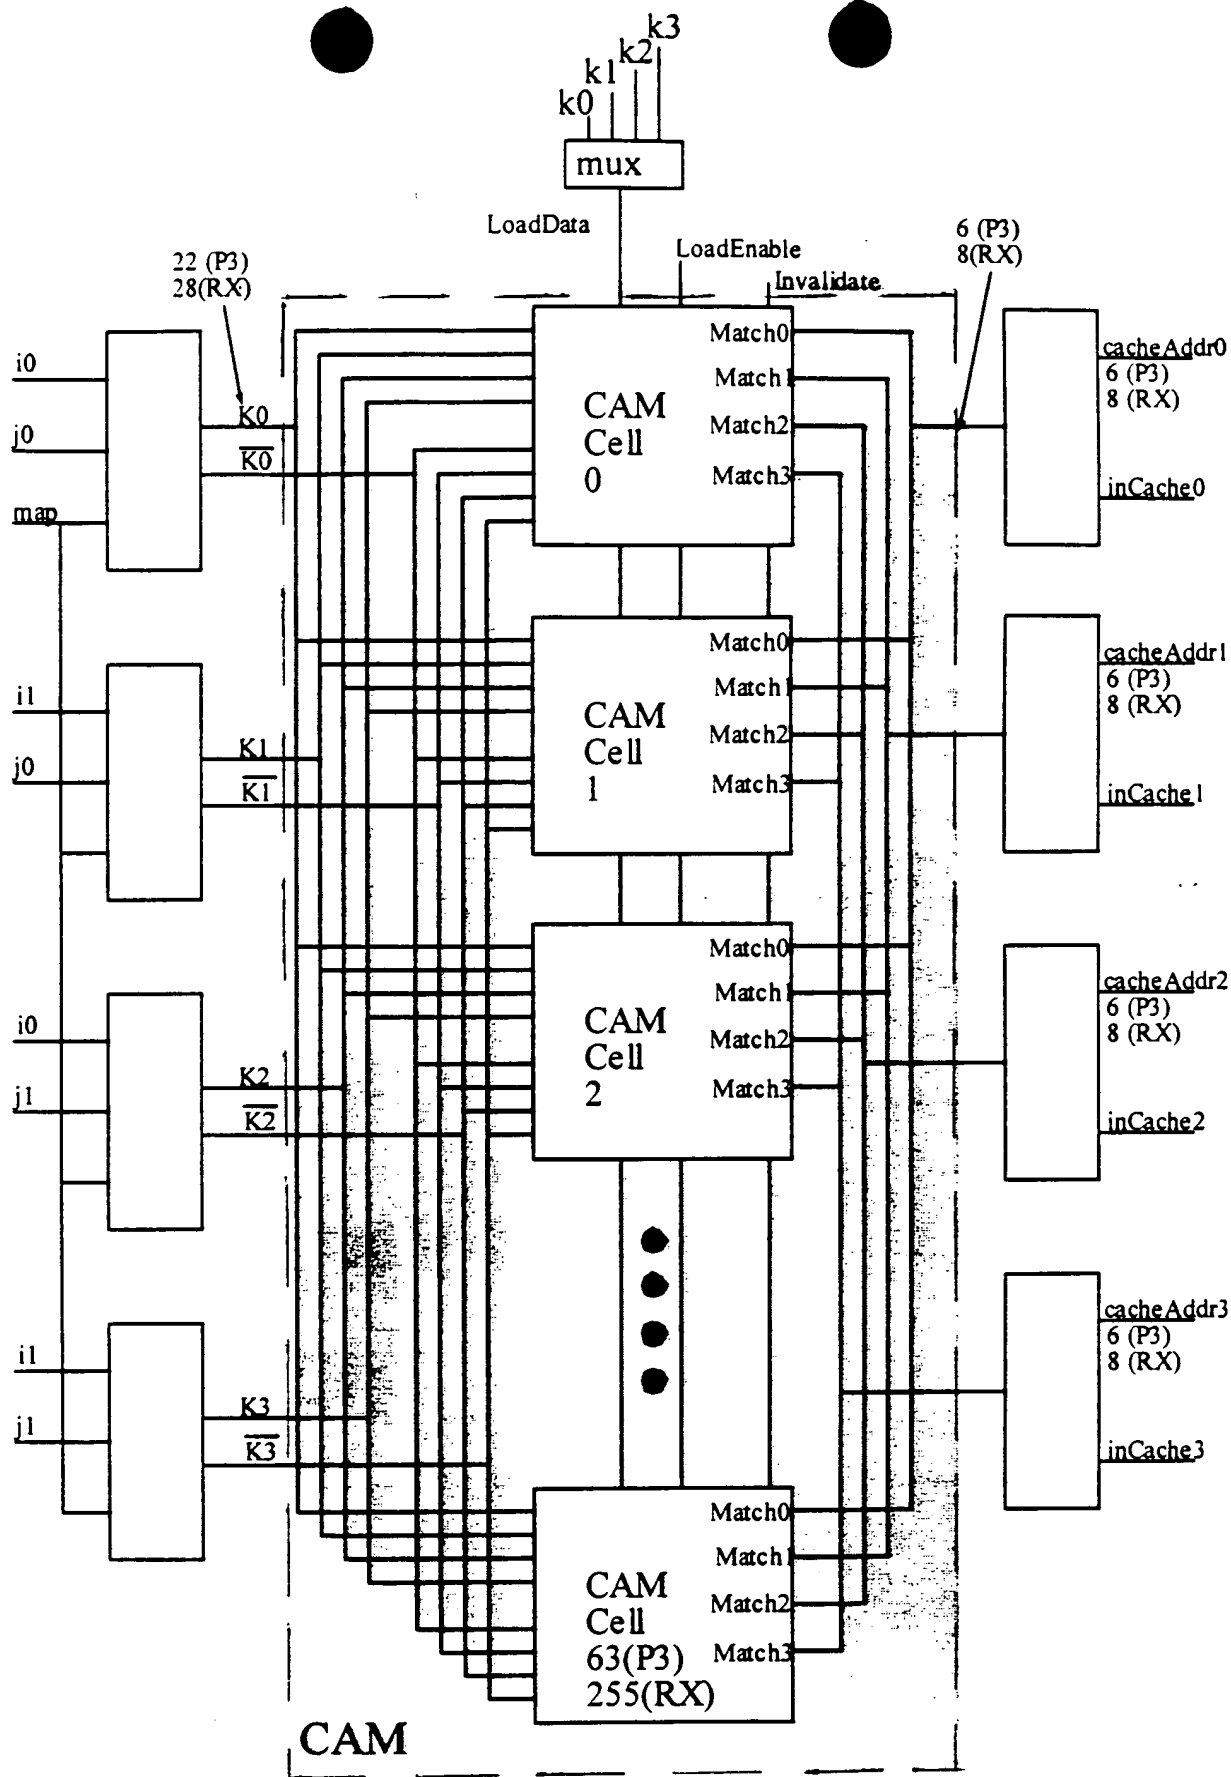 k3
k2
k1
k0
mux
LoadData
LoadEnable
Invalidate
22 (P3)
28(RX)
6 (P3)
8(RX)
i0
j0
map
K0
K0
CAM
Cell
0
Match0
Match1
Match2
Match3
cacheAddr0
6 (P3)
8 (RX)
inCache0
i1
j0
K1
K1
CAM
Cell
1
Match0
Match1
Match2
Match3
cacheAddr1
6 (P3)
8 (RX)
inCache1
i0
j1
K2
K2
CAM
Cell
2
Match0
Match1
Match2
Match3
cacheAddr2
6 (P3)
8 (RX)
inCache2
i1
j1
K3
K3
CAM
Cell
63(P3)
255(RX)
Match0
Match1
Match2
Match3
cacheAddr3
6 (P3)
8 (RX)
inCache3
CAM